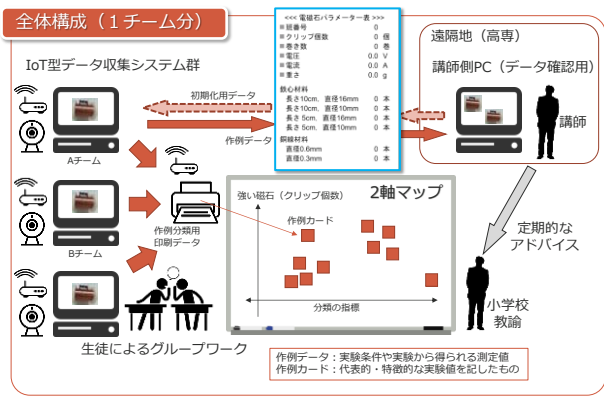 全体構成（１チーム分）
IoT型データ収集システム群
<<< 電磁石パラメーター表 >>>
■班番号 0
■クリップ個数 0 個
■巻き数 0 巻
■電圧 0.0 V
■電流 0.0 A
■重さ 0.0 g
鉄心材料
長さ10cm、直径16mm 0 本
長さ10cm、直径10mm 0 本
長さ 5cm、直径16mm 0 本
長さ 5cm、直径10mm 0 本
銅線材料
直径0.6mm 0 本
直径0.3mm 0 本
遠隔地（高専）
講師側PC（データ確認用）
講師
初期化用データ
作例データ
Aチーム
Bチーム
作例分類用
印刷データ
強い磁石（クリップ個数）
2軸マップ
作例カード
分類の指標
定期的な
アドバイス
小学校
教諭
生徒によるグループワーク
作例データ：実験条件や実験から得られる測定値
作例カード：代表的・特徴的な実験値を記したもの